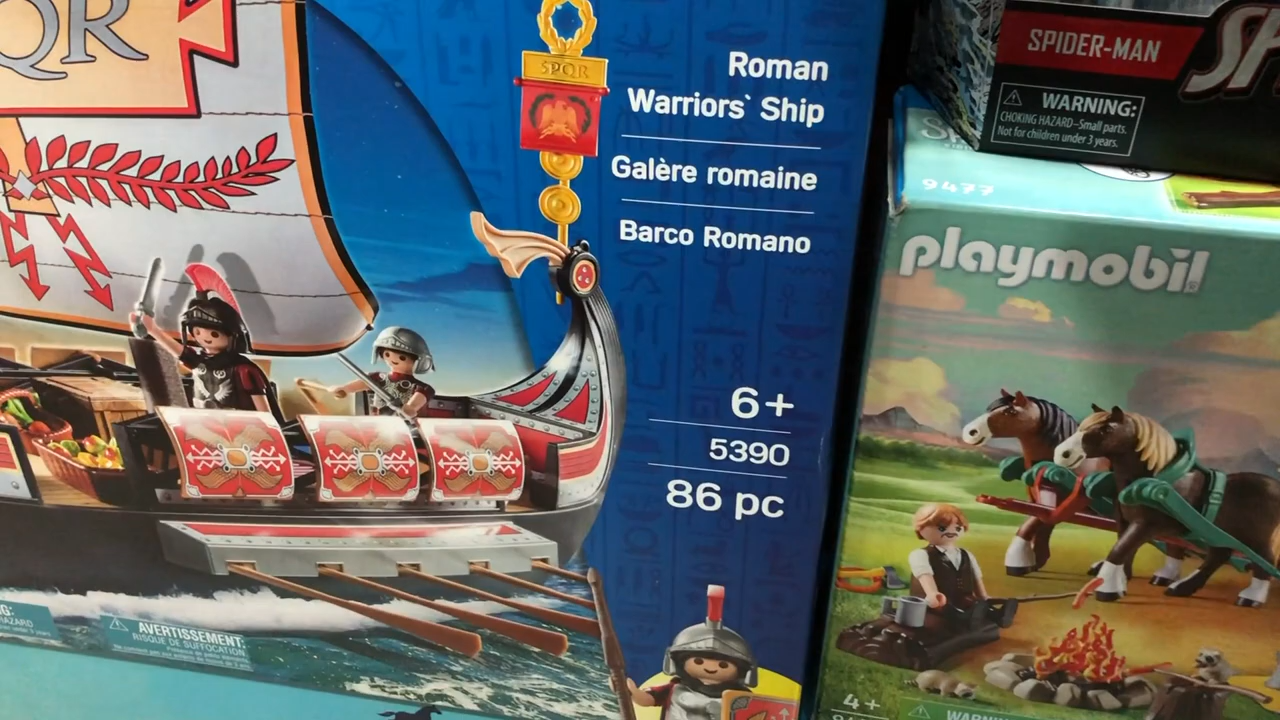 QR
SPQR
Roman
Warriors` Ship
Galère romaine
Barco Romano
6+
5390
86 pc
AVERTISSEMENT:
RISQUE DE SUFFOCATION
SPIDER-MAN
WARNING:
CHOKING HAZARD-Small parts.
Not for children under 3 years.
9477
playmobil
4+